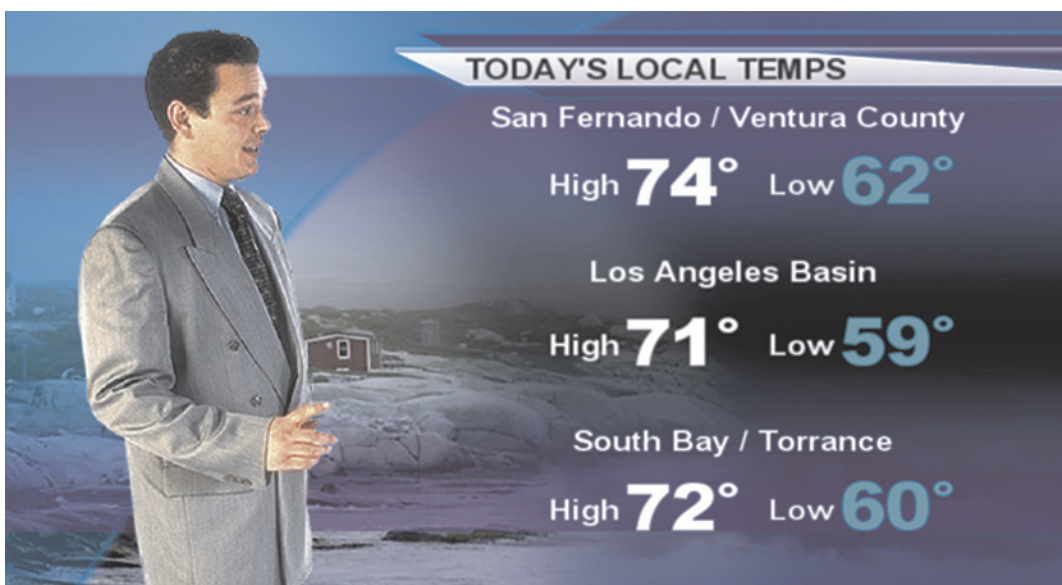 TODAY'S LOCAL TEMPS
San Fernando / Ventura County
High 74° Low 62°
Los Angeles Basin
High 71° Low 59°
South Bay / Torrance
High 72° Low 60°